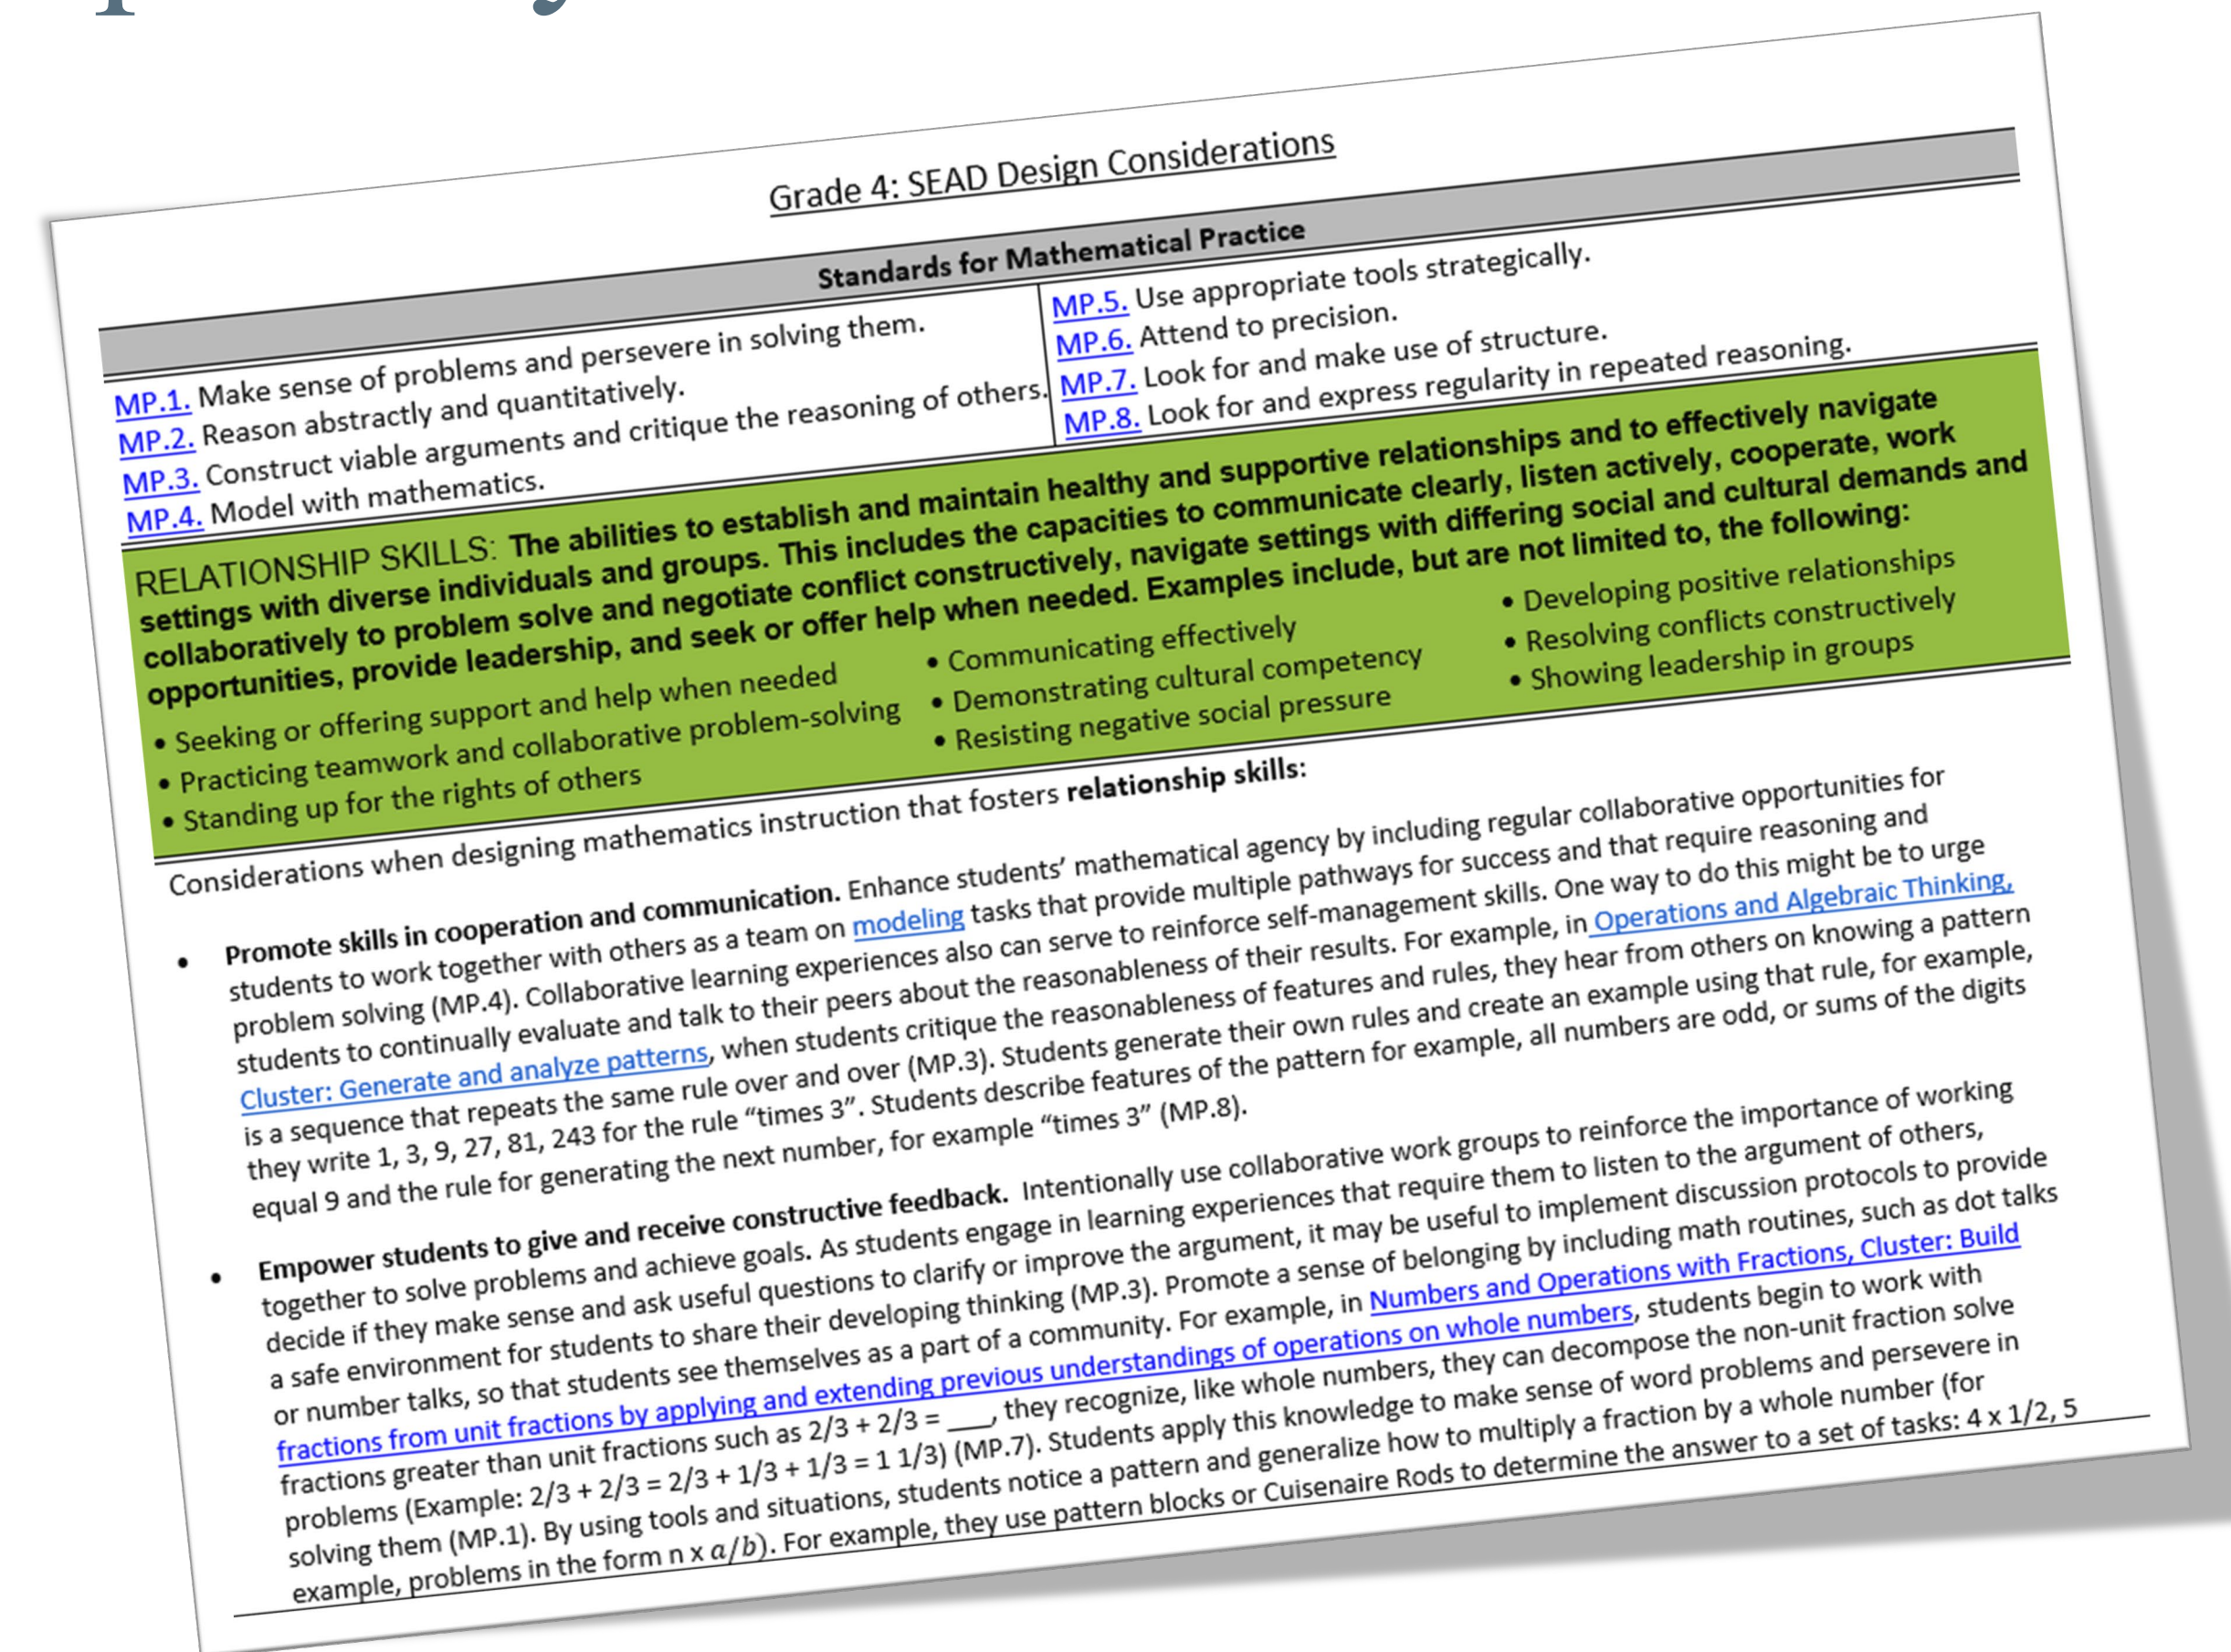 Grade 4: SEAD Design Considerations
Standards for Mathematical Practice
MP.1. Make sense of problems and persevere in solving them.
MP.2. Reason abstractly and quantitatively.
MP.3. Construct viable arguments and critique the reasoning of others.
MP.4. Model with mathematics.
MP.5. Use appropriate tools strategically.
MP.6. Attend to precision.
MP.7. Look for and make use of structure.
MP.8. Look for and express regularity in repeated reasoning.
RELATIONSHIP SKILLS: The abilities to establish and maintain healthy and supportive relationships and to effectively navigate
settings with diverse individuals and groups. This includes the capacities to communicate clearly, listen actively, cooperate, work
collaboratively to problem solve and negotiate conflict constructively, navigate settings with differing social and cultural demands and
opportunities, provide leadership, and seek or offer help when needed. Examples include, but are not limited to, the following:
• Seeking or offering support and help when needed
• Practicing teamwork and collaborative problem-solving
• Standing up for the rights of others
• Communicating effectively
• Demonstrating cultural competency
• Resisting negative social pressure
• Developing positive relationships
• Resolving conflicts constructively
• Showing leadership in groups
Considerations when designing mathematics instruction that fosters relationship skills:
• Promote skills in cooperation and communication. Enhance students’ mathematical agency by including regular collaborative opportunities for
students to work together with others as a team on modeling tasks that provide multiple pathways for success and that require reasoning and
problem solving (MP.4). Collaborative learning experiences also can serve to reinforce self-management skills. One way to do this might be to urge
students to continually evaluate and talk to their peers about the reasonableness of their results. For example, in Operations and Algebraic Thinking,
Cluster: Generate and analyze patterns, when students critique the reasonableness of features and rules, they hear from others on knowing a pattern
is a sequence that repeats the same rule over and over (MP.3). Students generate their own rules and create an example using that rule, for example,
they write 1, 3, 9, 27, 81, 243 for the rule “times 3”. Students describe features of the pattern for example, all numbers are odd, or sums of the digits
equal 9 and the rule for generating the next number, for example “times 3” (MP.8).
• Empower students to give and receive constructive feedback. Intentionally use collaborative work groups to reinforce the importance of working
together to solve problems and achieve goals. As students engage in learning experiences that require them to listen to the argument of others,
decide if they make sense and ask useful questions to clarify or improve the argument, it may be useful to implement discussion protocols to provide
a safe environment for students to share their developing thinking (MP.3). Promote a sense of belonging by including math routines, such as dot talks
or number talks, so that students see themselves as a part of a community. For example, in Numbers and Operations with Fractions, Cluster: Build
fractions from unit fractions by applying and extending previous understandings of operations on whole numbers, students begin to work with
fractions greater than unit fractions such as 2/3 + 2/3 = ___, they recognize, like whole numbers, they can decompose the non-unit fraction solve
problems (Example: 2/3 + 2/3 = 2/3 + 1/3 + 1/3 = 1 1/3) (MP.7). Students apply this knowledge to make sense of word problems and persevere in
solving them (MP.1). By using tools and situations, students notice a pattern and generalize how to multiply a fraction by a whole number (for
example, problems in the form n x a/b). For example, they use pattern blocks or Cuisenaire Rods to determine the answer to a set of tasks: 4 x 1/2, 5